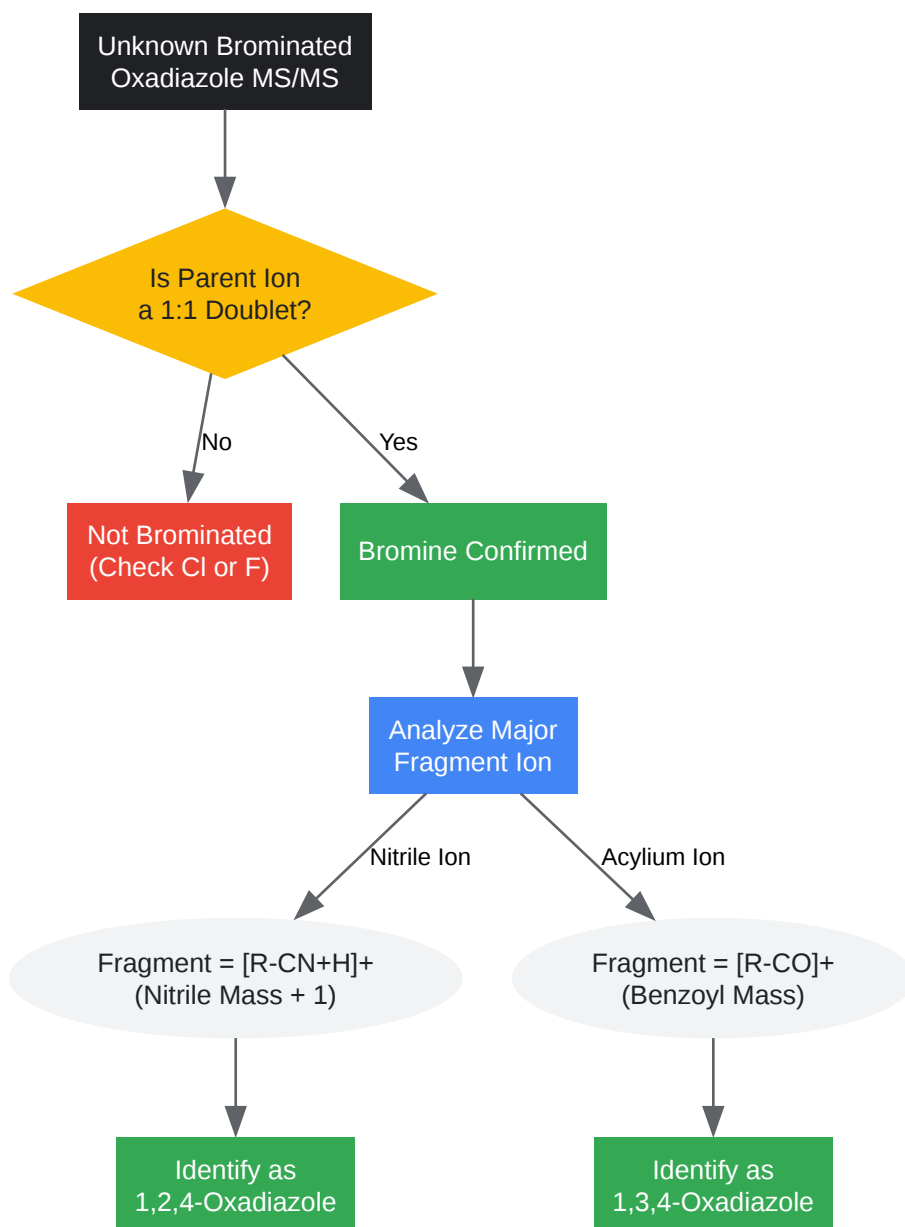 Unknown Brominated
Oxadiazole MS/MS
Is Parent Ion
a 1:1 Doublet?
No
Yes
Not Brominated
(Check Cl or F)
Bromine Confirmed
Analyze Major
Fragment Ion
Nitrile Ion
Acylium Ion
Fragment = [R-CN+H]+
(Nitrile Mass + 1)
Fragment = [R-CO]+
(Benzoyl Mass)
Identify as
1,2,4-Oxadiazole
Identify as
1,3,4-Oxadiazole